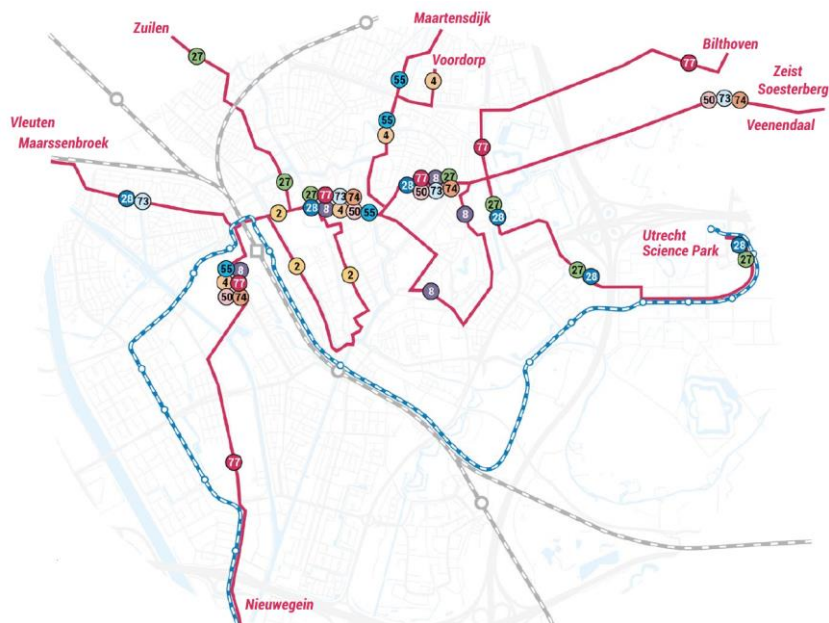 Maartensdijk
Zuilen
Voordorp
Bilthoven
27
77
Zeist
Soesterberg
55
4
50 73 74
Veenendaal
Vleuten
Maarssenbroek
55
4
77
27
28 77 8 27
50 73 74
28 73
27 77 73 74
28 8 4 50 55
2
8
27
28
Utrecht
Science Park
28
27
2
2
55 8
4 77
50 74
27 28
8
77
Nieuwegein